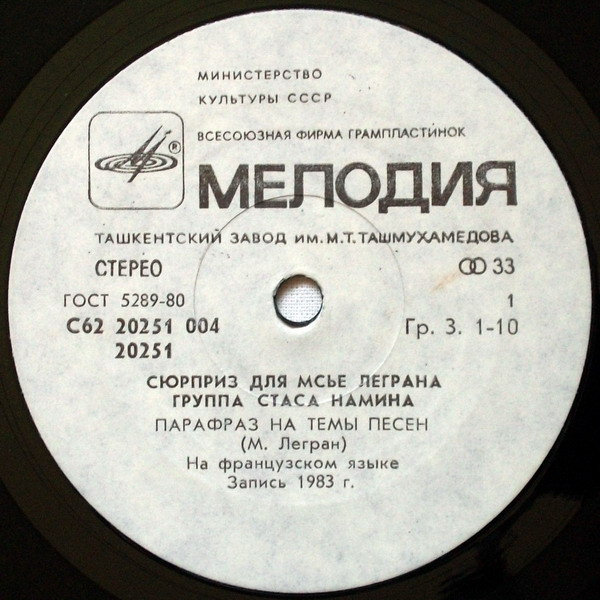 МИНИСТЕРСТВО
КУЛЬТУРЫ СССР
ВСЕСОЮЗНАЯ ФИРМА ГРАМПЛАСТИНОК
® МЕЛОДИЯ
ТАШКЕНТСКИЙ ЗАВОД ИМ. М.Т. ТАШМУХАМЕДОВА
СТЕРЕО 33
ГОСТ 5289-80 1
С62 20251 004 Гр. 3. 1-10
20251
СЮРПРИЗ ДЛЯ МСЬЕ ЛЕГРАНА
ГРУППА СТАСА НАМИНА
ПАРАФРАЗ НА ТЕМЫ ПЕСЕН
(М. Легран)
На французском языке
Запись 1983 г.